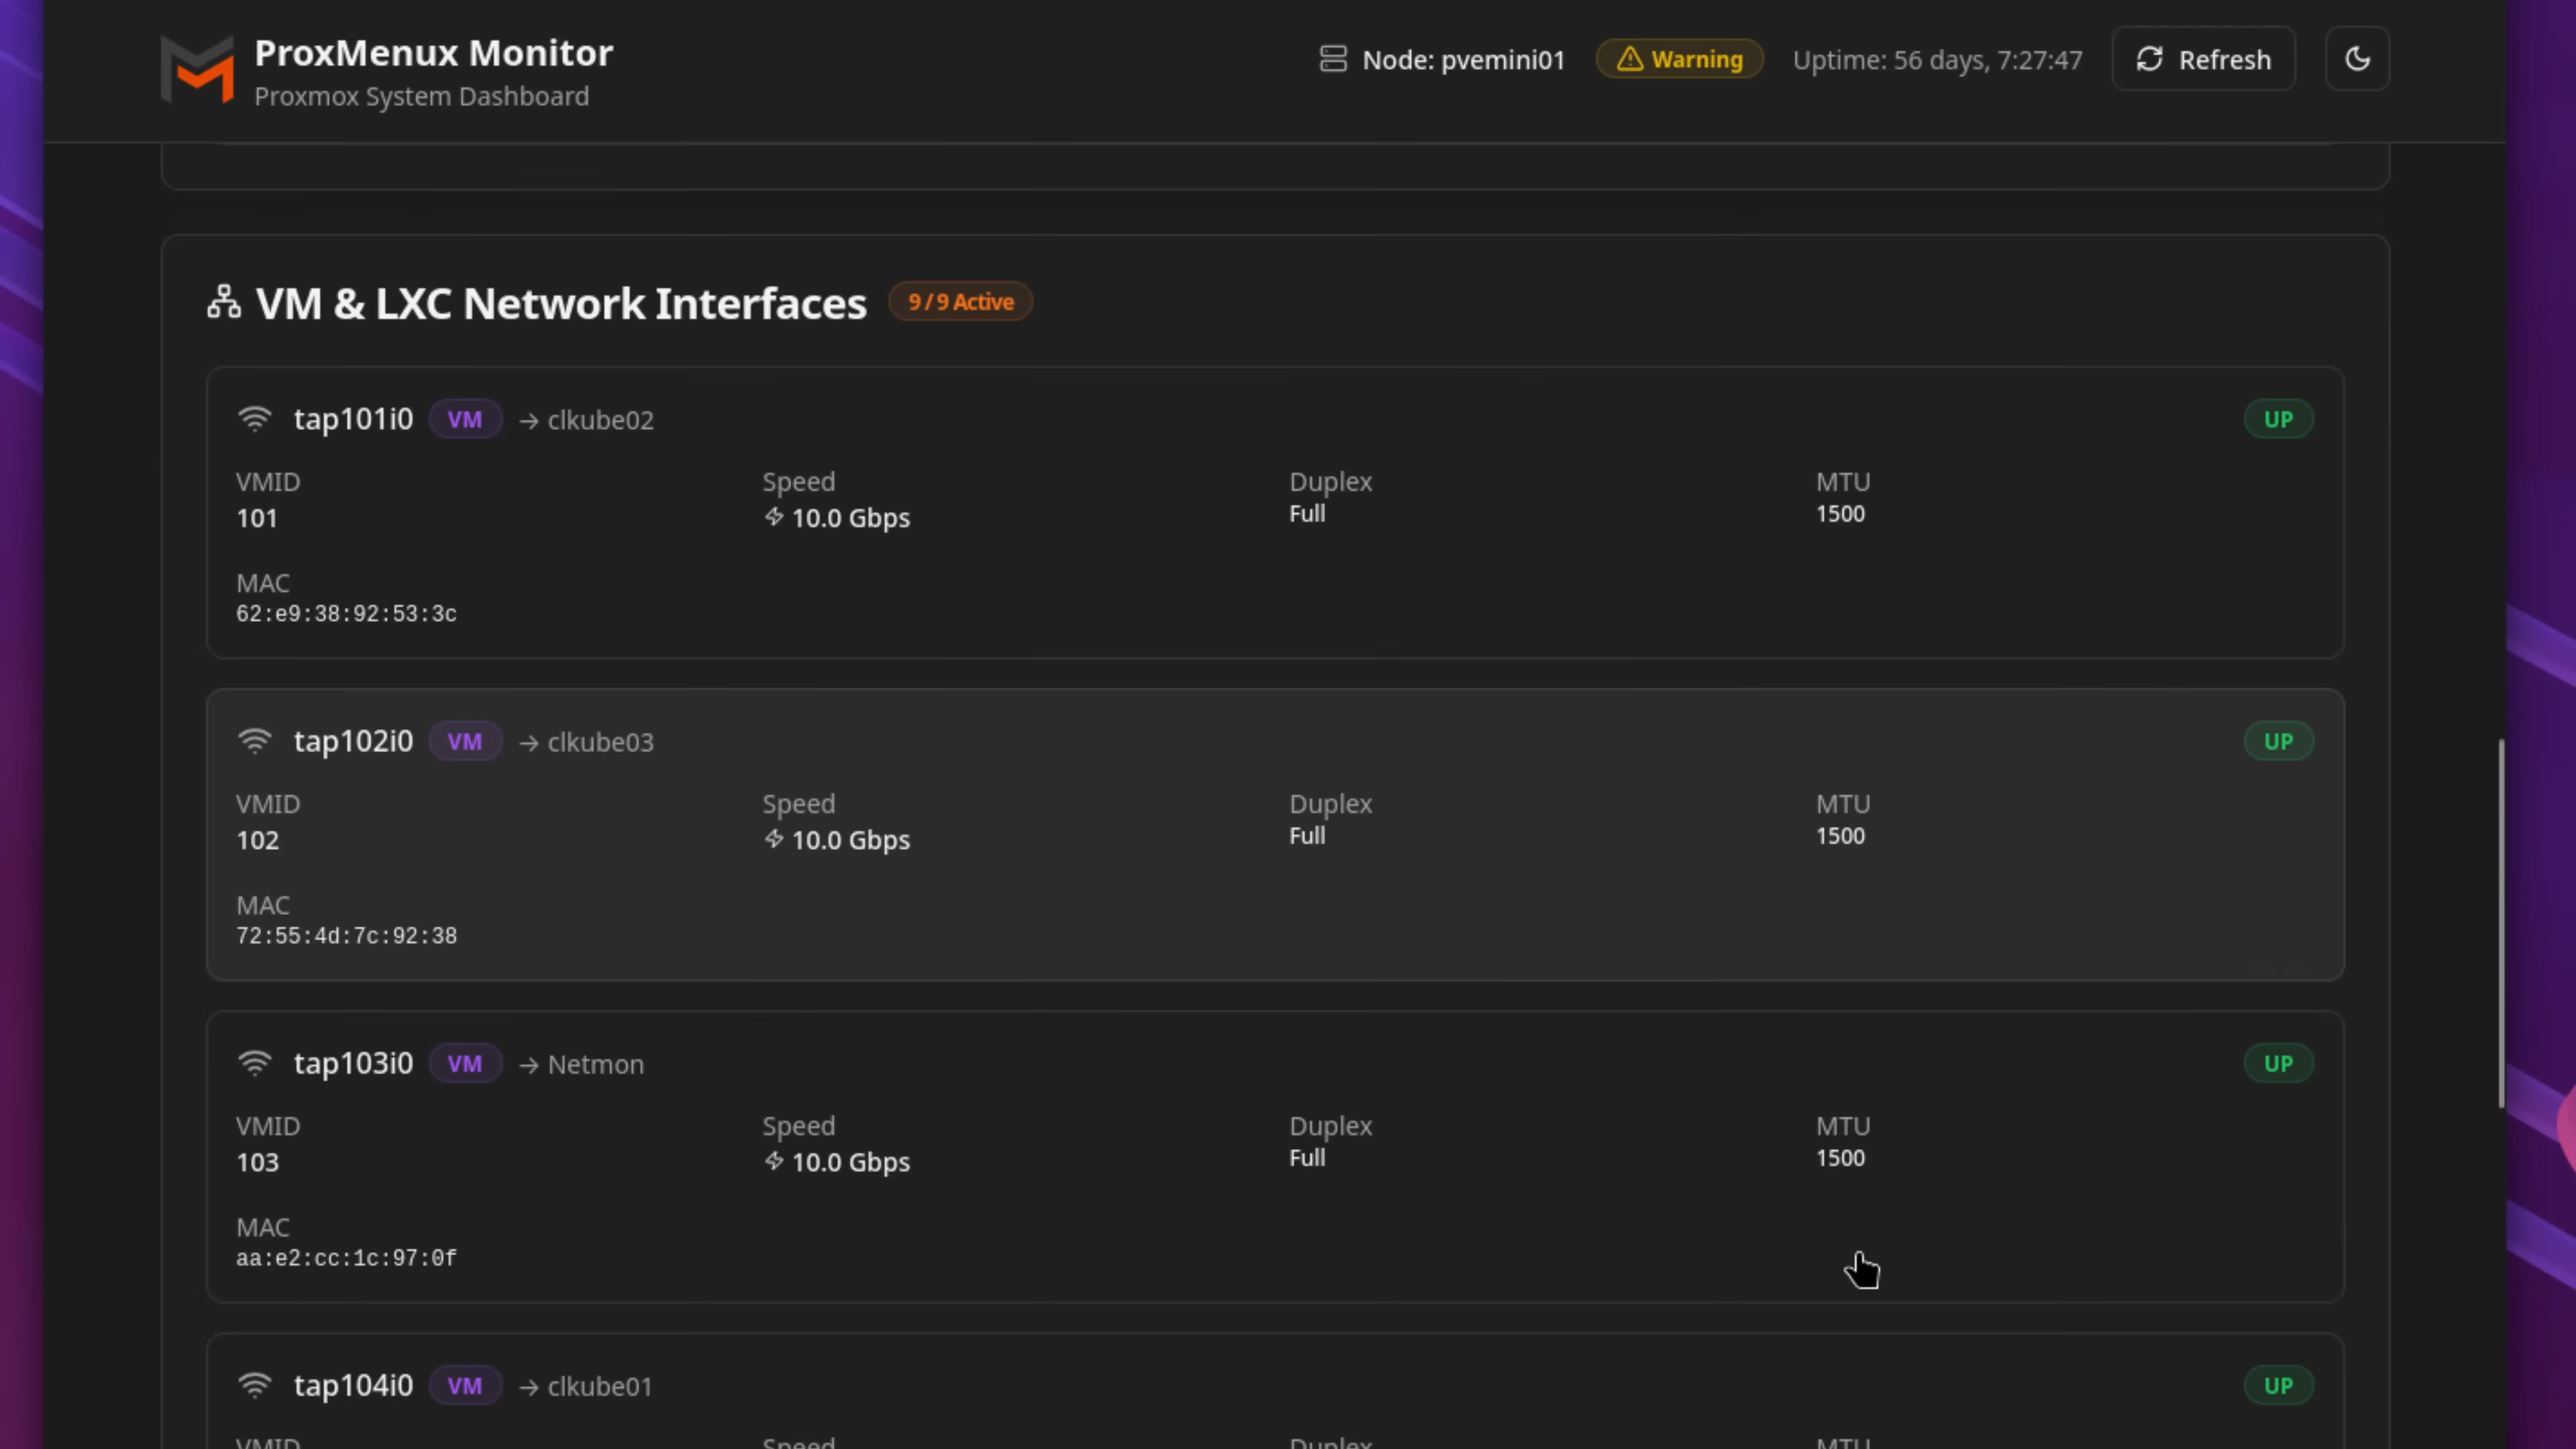 ProxMenux Monitor
Proxmox System Dashboard
Node: pvemini01
Warning
Uptime: 56 days, 7:27:47
Refresh
VM & LXC Network Interfaces
9 / 9 Active
tap101i0 VM → clkube02 UP
VMID Speed Duplex MTU
101 10.0 Gbps Full 1500
MAC
62:e9:38:92:53:3c
tap102i0 VM → clkube03 UP
VMID Speed Duplex MTU
102 10.0 Gbps Full 1500
MAC
72:55:4d:7c:92:38
tap103i0 VM → Netmon UP
VMID Speed Duplex MTU
103 10.0 Gbps Full 1500
MAC
aa:e2:cc:1c:97:0f
tap104i0 VM → clkube01 UP
VMID Speed Duplex MTU